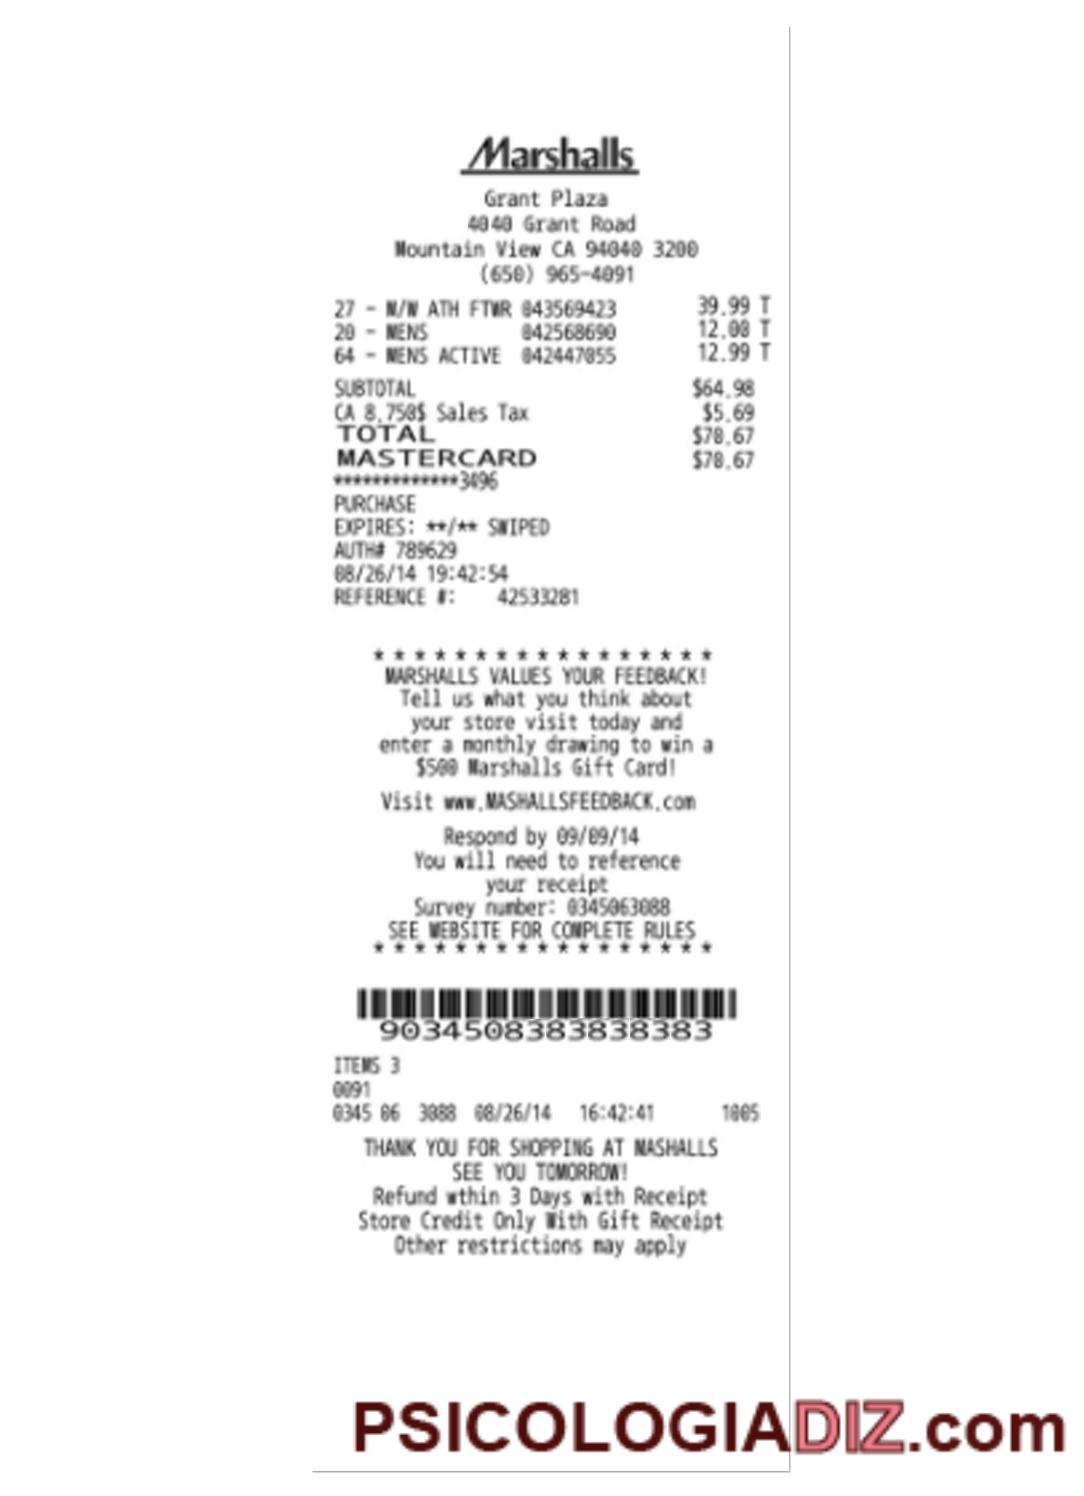 Marshalls
Grant Plaza
4040 Grant Road
Mountain View CA 94040 3200
(650) 965-4091
27 - M/W ATH FTWR 043569423 39.99 T
20 - MENS 042568690 12.00 T
64 - MENS ACTIVE 042447055 12.99 T
SUBTOTAL $64.98
CA 8.750$ Sales Tax $5.69
TOTAL $70.67
MASTERCARD $70.67
*************3496
PURCHASE
EXPIRES: **/** SWIPED
AUTH# 789629
08/26/14 19:42:54
REFERENCE #: 42533281
* * * * * * * * * * * * * * * * *
MARSHALLS VALUES YOUR FEEDBACK!
Tell us what you think about
your store visit today and
enter a monthly drawing to win a
$500 Marshalls Gift Card!
Visit www.MASHALLSFEEDBACK.com
Respond by 09/09/14
You will need to reference
your receipt
Survey number: 0345063088
SEE WEBSITE FOR COMPLETE RULES
* * * * * * * * * * * * * * * * *
9034508383838383
ITEMS 3
0091
0345 06 3088 08/26/14 16:42:41 1005
THANK YOU FOR SHOPPING AT MASHALLS
SEE YOU TOMORROW!
Refund wthin 3 Days with Receipt
Store Credit Only With Gift Receipt
Other restrictions may apply
PSICOLOGIADIZ.com